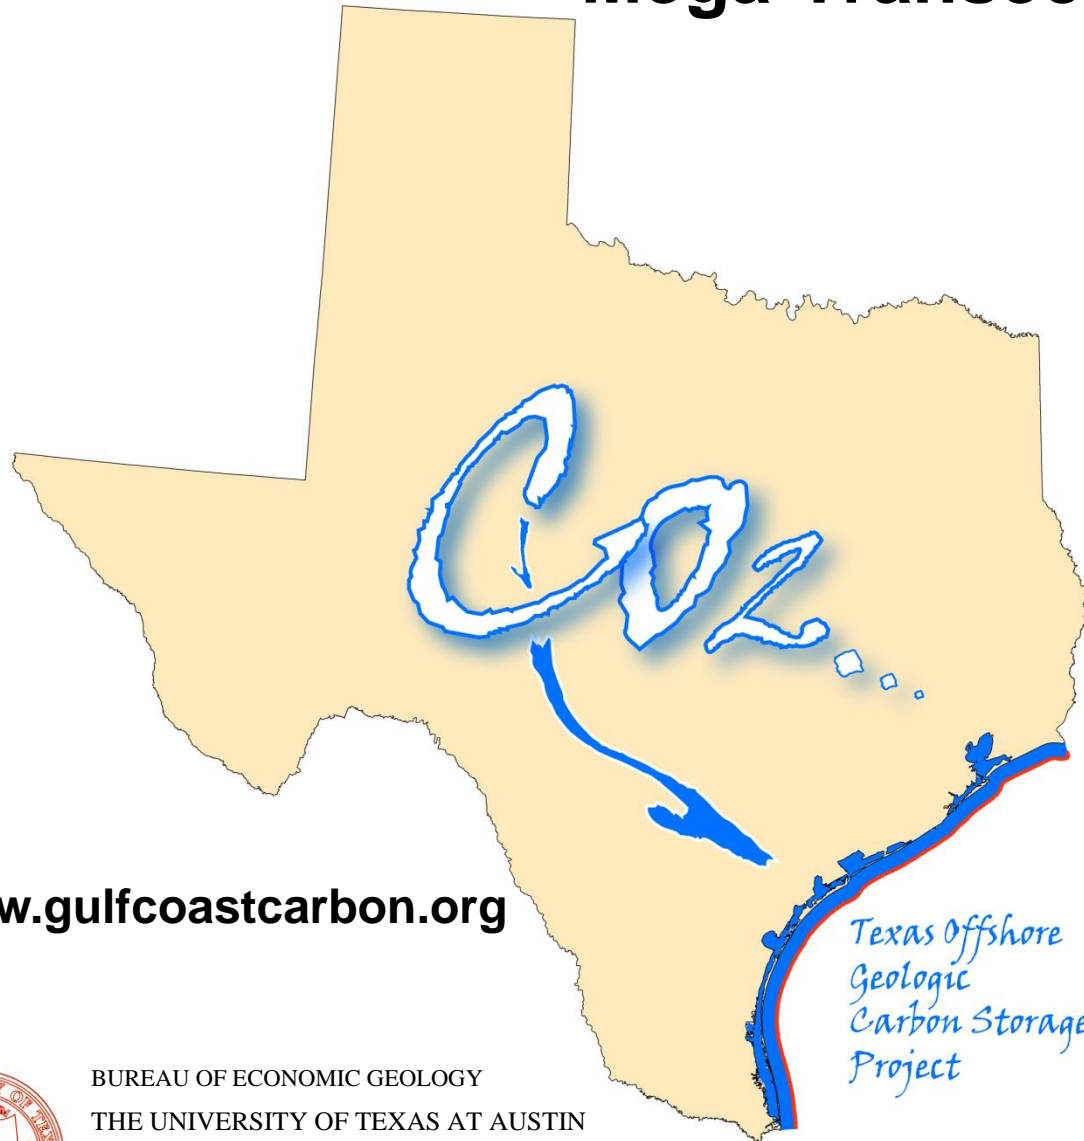 Mega
w.gulfcoastcarbon.org
CO2...
Texas Offshore
Geologic
Carbon Storage
Project
BUREAU OF ECONOMIC GEOLOGY
THE UNIVERSITY OF TEXAS AT AUSTIN